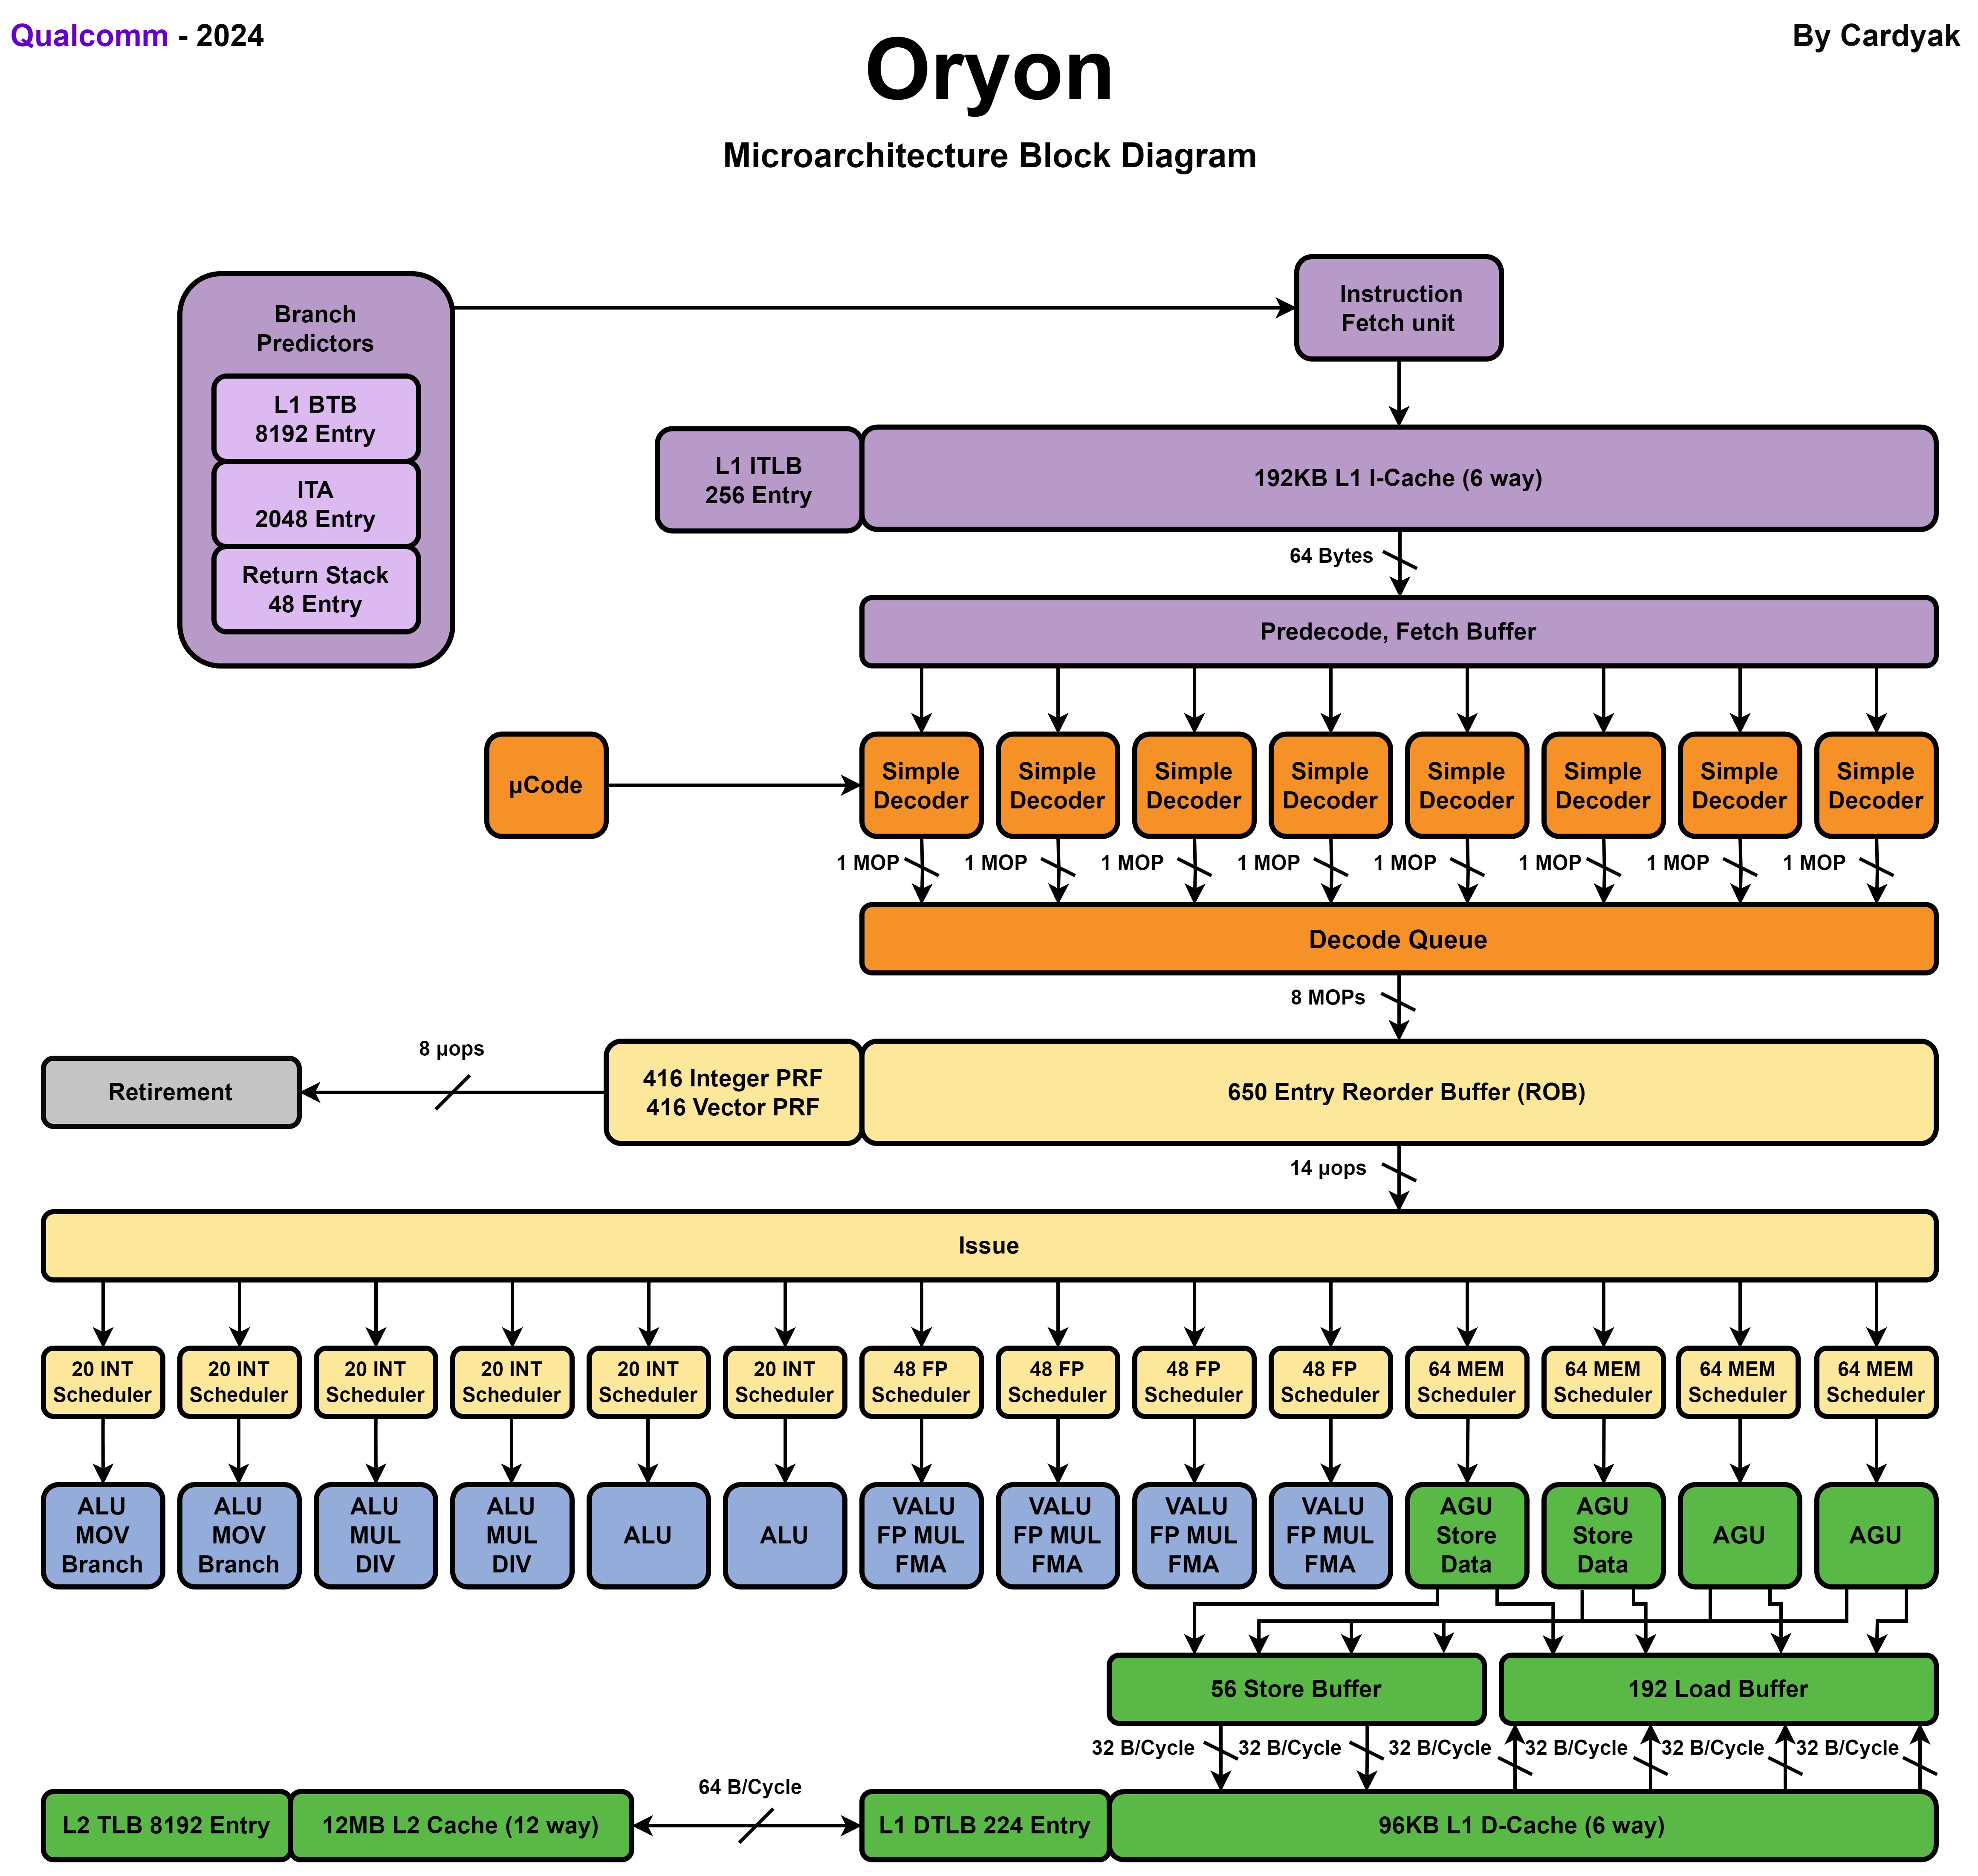 Qualcomm - 2024
By Cardyak
Oryon
Microarchitecture Block Diagram
Branch
Predictors
L1 BTB
8192 Entry
ITA
2048 Entry
Return Stack
48 Entry
Instruction
Fetch unit
L1 ITLB
256 Entry
192KB L1 I-Cache (6 way)
64 Bytes
Predecode, Fetch Buffer
µCode
Simple
Decoder
Simple
Decoder
Simple
Decoder
Simple
Decoder
Simple
Decoder
Simple
Decoder
Simple
Decoder
Simple
Decoder
1 MOP
1 MOP
1 MOP
1 MOP
1 MOP
1 MOP
1 MOP
1 MOP
Decode Queue
8 MOPs
Retirement
8 µops
416 Integer PRF
416 Vector PRF
650 Entry Reorder Buffer (ROB)
14 µops
Issue
20 INT
Scheduler
20 INT
Scheduler
20 INT
Scheduler
20 INT
Scheduler
20 INT
Scheduler
20 INT
Scheduler
48 FP
Scheduler
48 FP
Scheduler
48 FP
Scheduler
48 FP
Scheduler
64 MEM
Scheduler
64 MEM
Scheduler
64 MEM
Scheduler
64 MEM
Scheduler
ALU
MOV
Branch
ALU
MOV
Branch
ALU
MUL
DIV
ALU
MUL
DIV
ALU
ALU
VALU
FP MUL
FMA
VALU
FP MUL
FMA
VALU
FP MUL
FMA
VALU
FP MUL
FMA
AGU
Store
Data
AGU
Store
Data
AGU
AGU
56 Store Buffer
192 Load Buffer
32 B/Cycle
32 B/Cycle
32 B/Cycle
32 B/Cycle
32 B/Cycle
32 B/Cycle
L2 TLB 8192 Entry
12MB L2 Cache (12 way)
64 B/Cycle
L1 DTLB 224 Entry
96KB L1 D-Cache (6 way)